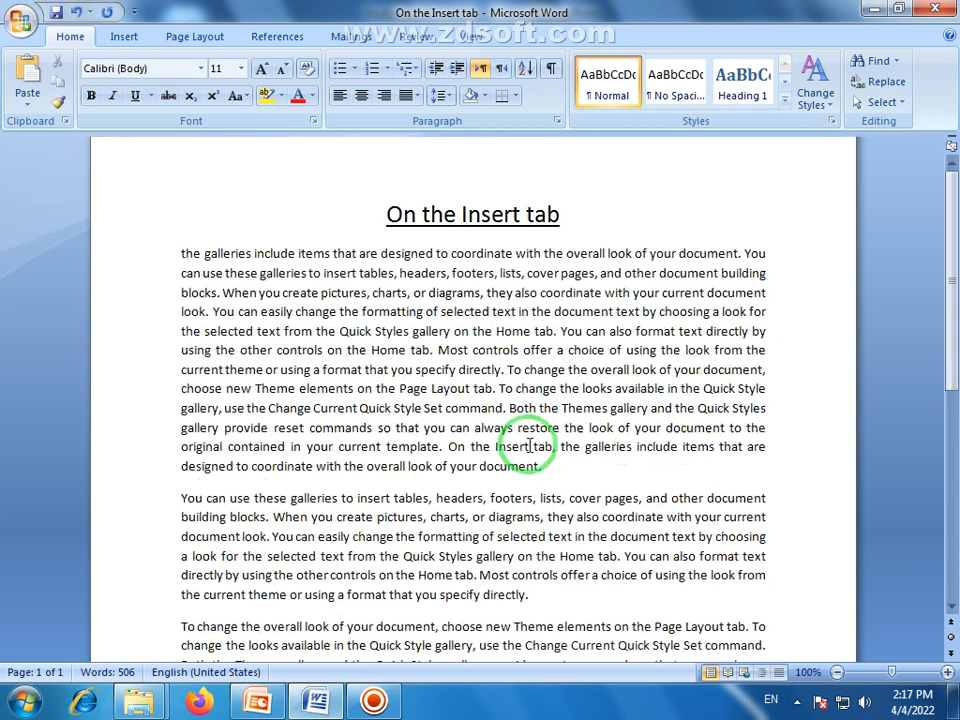 On the Insert tab - Microsoft Word
Home Insert Page Layout References Mailings Review View
www.zdsoft.com
Paste
Calibri (Body) 11
AaBbCcDc AaBbCcDc AaBbC
¶ Normal ¶ No Spaci... Heading 1
Change Styles
Find
Replace
Select
Clipboard Font Paragraph Styles Editing
On the Insert tab
the galleries include items that are designed to coordinate with the overall look of your document. You
can use these galleries to insert tables, headers, footers, lists, cover pages, and other document building
blocks. When you create pictures, charts, or diagrams, they also coordinate with your current document
look. You can easily change the formatting of selected text in the document text by choosing a look for
the selected text from the Quick Styles gallery on the Home tab. You can also format text directly by
using the other controls on the Home tab. Most controls offer a choice of using the look from the
current theme or using a format that you specify directly. To change the overall look of your document,
choose new Theme elements on the Page Layout tab. To change the looks available in the Quick Style
gallery, use the Change Current Quick Style Set command. Both the Themes gallery and the Quick Styles
gallery provide reset commands so that you can always restore the look of your document to the
original contained in your current template. On the Insert tab, the galleries include items that are
designed to coordinate with the overall look of your document.
You can use these galleries to insert tables, headers, footers, lists, cover pages, and other document
building blocks. When you create pictures, charts, or diagrams, they also coordinate with your current
document look. You can easily change the formatting of selected text in the document text by choosing
a look for the selected text from the Quick Styles gallery on the Home tab. You can also format text
directly by using the other controls on the Home tab. Most controls offer a choice of using the look from
the current theme or using a format that you specify directly.
To change the overall look of your document, choose new Theme elements on the Page Layout tab. To
change the looks available in the Quick Style gallery, use the Change Current Quick Style Set command.
Page: 1 of 1 Words: 506 English (United States) 100%
EN 2:17 PM
4/4/2022